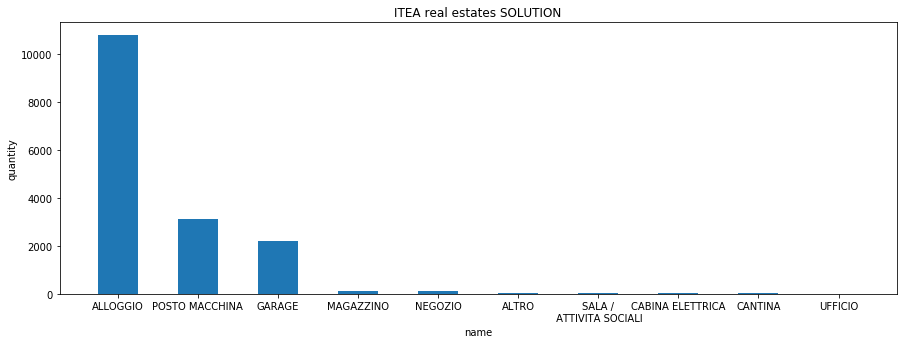 ITEA real estates SOLUTION
quantity
10000
8000
6000
4000
2000
0
ALLOGGIO POSTO MACCHINA GARAGE MAGAZZINO NEGOZIO ALTRO SALA / CABINA ELETTRICA CANTINA UFFICIO
ATTIVITA SOCIALI
name